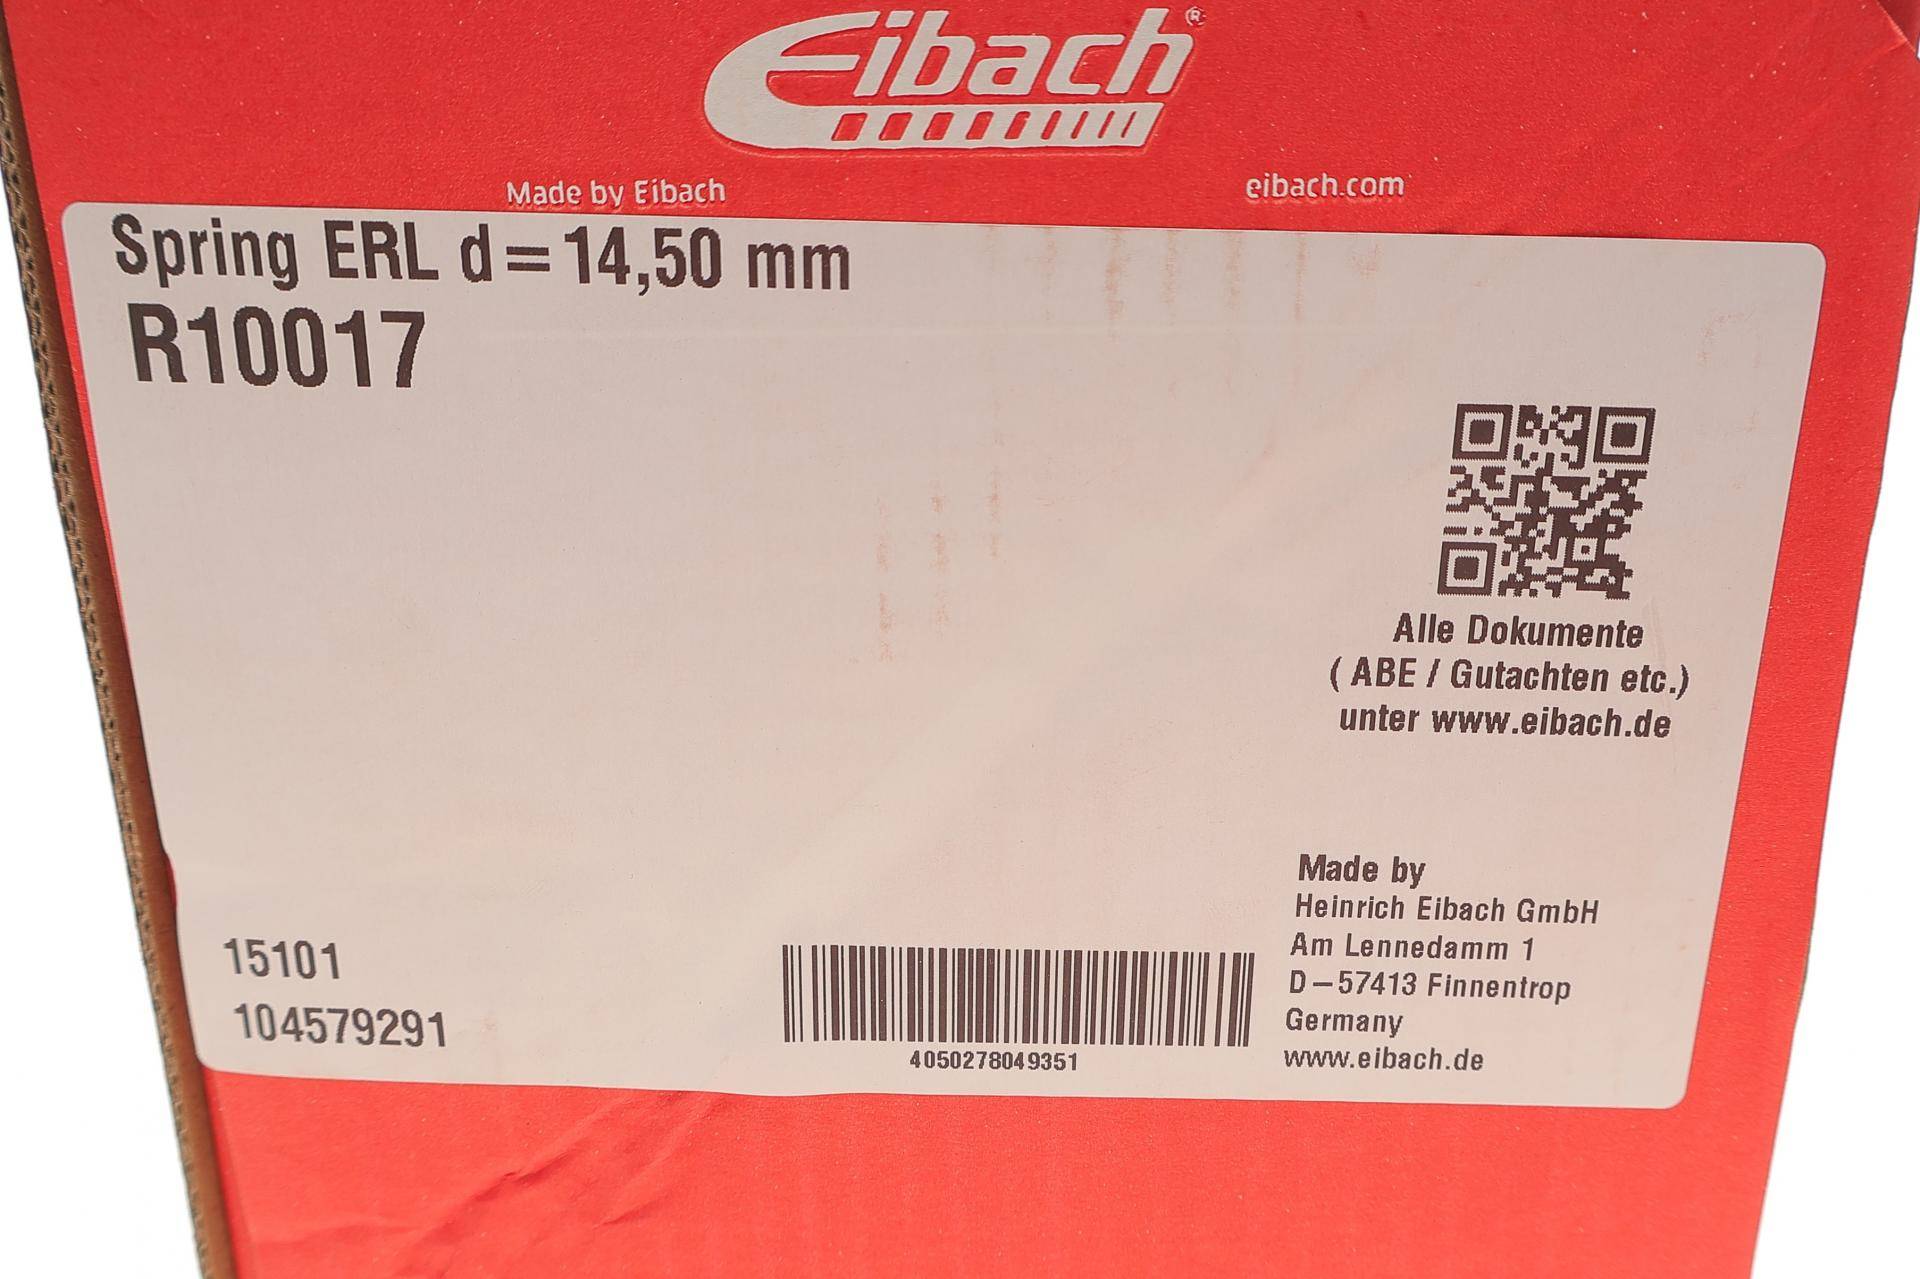 Eibach®
Made by Eibach
eibach.com
Spring ERL d=14,50 mm
R10017
Alle Dokumente
( ABE / Gutachten etc.)
unter www.eibach.de
Made by
Heinrich Eibach GmbH
Am Lennedamm 1
D–57413 Finnentrop
Germany
www.eibach.de
15101
104579291
4050278049351